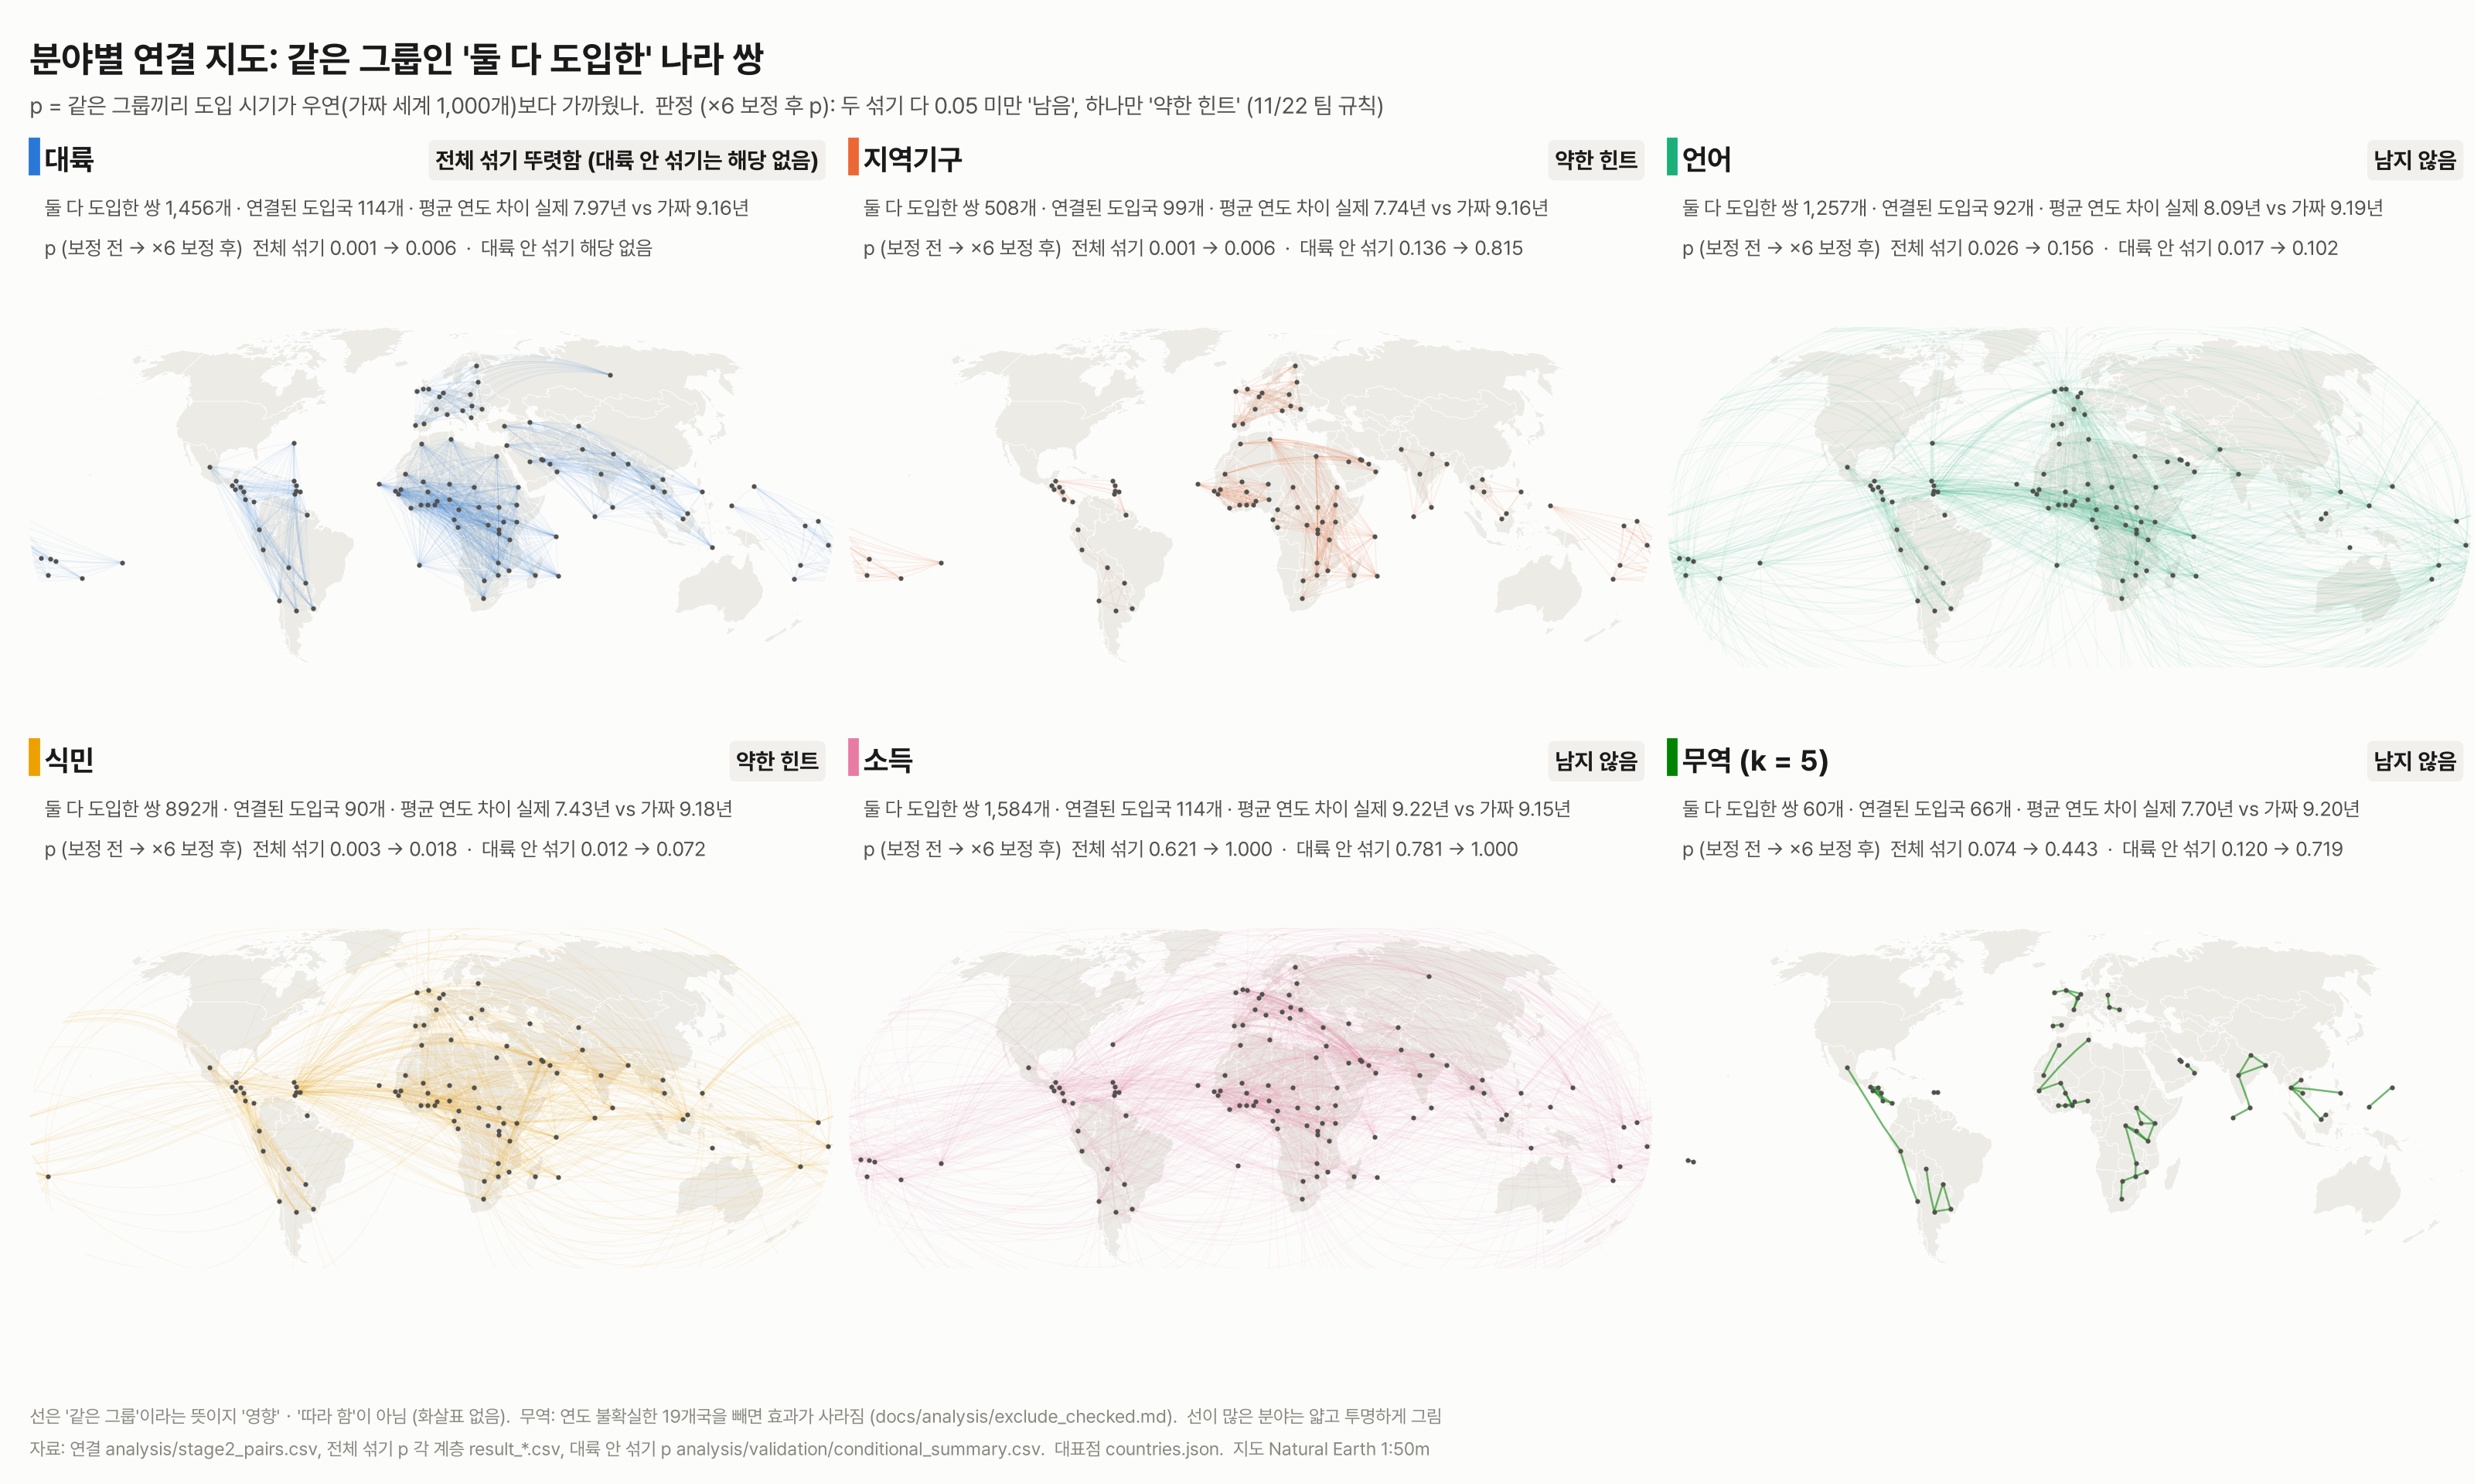 분야별 연결 지도: 같은 그룹인 '둘 다 도입한' 나라 쌍
p = 같은 그룹끼리 도입 시기가 우연(가짜 세계 1,000개)보다 가까웠나. 판정 (×6 보정 후 p): 두 섞기 다 0.05 미만 '남음', 하나만 '약한 힌트' (11/22 팀 규칙)
대륙
전체 섞기 뚜렷함 (대륙 안 섞기는 해당 없음)
둘 다 도입한 쌍 1,456개 · 연결된 도입국 114개 · 평균 연도 차이 실제 7.97년 vs 가짜 9.16년
p (보정 전 → ×6 보정 후) 전체 섞기 0.001 → 0.006 · 대륙 안 섞기 해당 없음
지역기구
약한 힌트
둘 다 도입한 쌍 508개 · 연결된 도입국 99개 · 평균 연도 차이 실제 7.74년 vs 가짜 9.16년
p (보정 전 → ×6 보정 후) 전체 섞기 0.001 → 0.006 · 대륙 안 섞기 0.136 → 0.815
언어
남지 않음
둘 다 도입한 쌍 1,257개 · 연결된 도입국 92개 · 평균 연도 차이 실제 8.09년 vs 가짜 9.19년
p (보정 전 → ×6 보정 후) 전체 섞기 0.026 → 0.156 · 대륙 안 섞기 0.017 → 0.102
식민
약한 힌트
둘 다 도입한 쌍 892개 · 연결된 도입국 90개 · 평균 연도 차이 실제 7.43년 vs 가짜 9.18년
p (보정 전 → ×6 보정 후) 전체 섞기 0.003 → 0.018 · 대륙 안 섞기 0.012 → 0.072
소득
남지 않음
둘 다 도입한 쌍 1,584개 · 연결된 도입국 114개 · 평균 연도 차이 실제 9.22년 vs 가짜 9.15년
p (보정 전 → ×6 보정 후) 전체 섞기 0.621 → 1.000 · 대륙 안 섞기 0.781 → 1.000
무역 (k = 5)
남지 않음
둘 다 도입한 쌍 60개 · 연결된 도입국 66개 · 평균 연도 차이 실제 7.70년 vs 가짜 9.20년
p (보정 전 → ×6 보정 후) 전체 섞기 0.074 → 0.443 · 대륙 안 섞기 0.120 → 0.719
선은 '같은 그룹'이라는 뜻이지 '영향' · '따라 함'이 아님 (화살표 없음). 무역: 연도 불확실한 19개국을 빼면 효과가 사라짐 (docs/analysis/exclude_checked.md). 선이 많은 분야는 얇고 투명하게 그림
자료: 연결 analysis/stage2_pairs.csv, 전체 섞기 p 각 계층 result_*.csv, 대륙 안 섞기 p analysis/validation/conditional_summary.csv. 대표점 countries.json. 지도 Natural Earth 1:50m